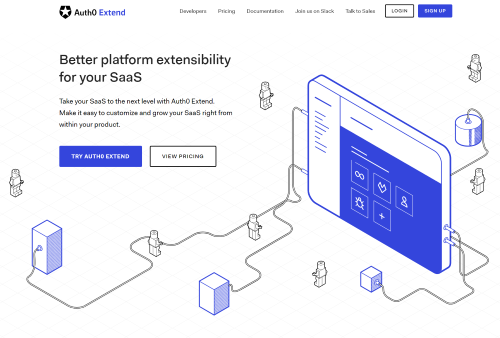 Auth0 Extend
Developers Pricing Documentation Join us on Slack Talk to Sales LOGIN SIGN UP
Better platform extensibility
for your SaaS
Take your SaaS to the next level with Auth0 Extend.
Make it easy to customize and grow your SaaS right from
within your product.
TRY AUTH0 EXTEND VIEW PRICING